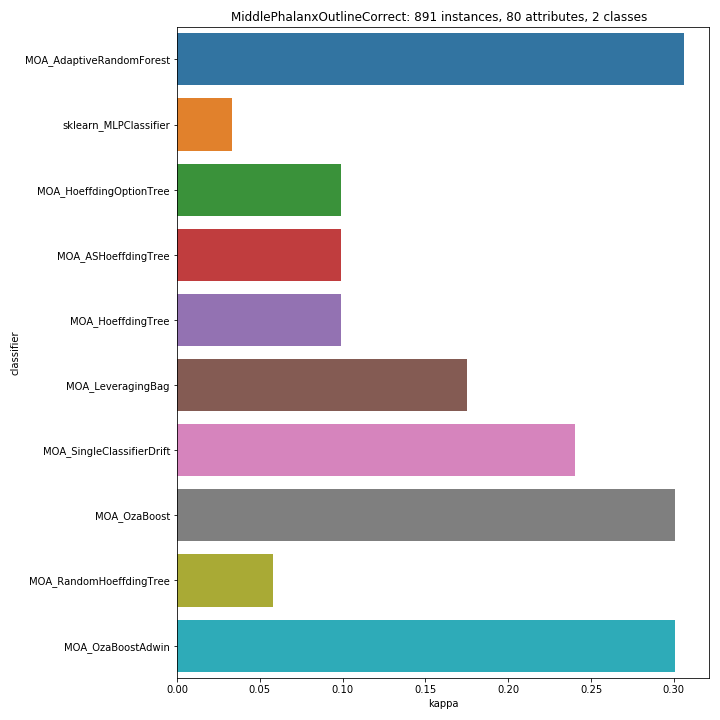 MiddlePhalanxOutlineCorrect: 891 instances, 80 attributes, 2 classes
MOA_AdaptiveRandomForest
sklearn_MLPClassifier
MOA_HoeffdingOptionTree
MOA_ASHoeffdingTree
MOA_HoeffdingTree
MOA_LeveragingBag
MOA_SingleClassifierDrift
MOA_OzaBoost
MOA_RandomHoeffdingTree
MOA_OzaBoostAdwin
classifier
0.00 0.05 0.10 0.15 0.20 0.25 0.30
kappa